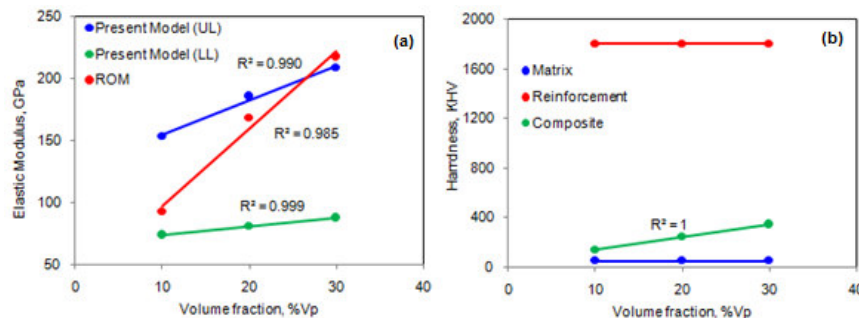 250
200
150
100
50
0
10
20
30
40
Elastic Modulus, GPa
Volume fraction, %Vp
Present Model (UL)
Present Model (LL)
ROM
(a)
R² = 0.990
R² = 0.985
R² = 0.999
2000
1600
1200
800
400
0
0
10
20
30
40
Harrdness, KHV
Volume fraction, %Vp
(b)
Matrix
Reinforcement
Composite
R² = 1